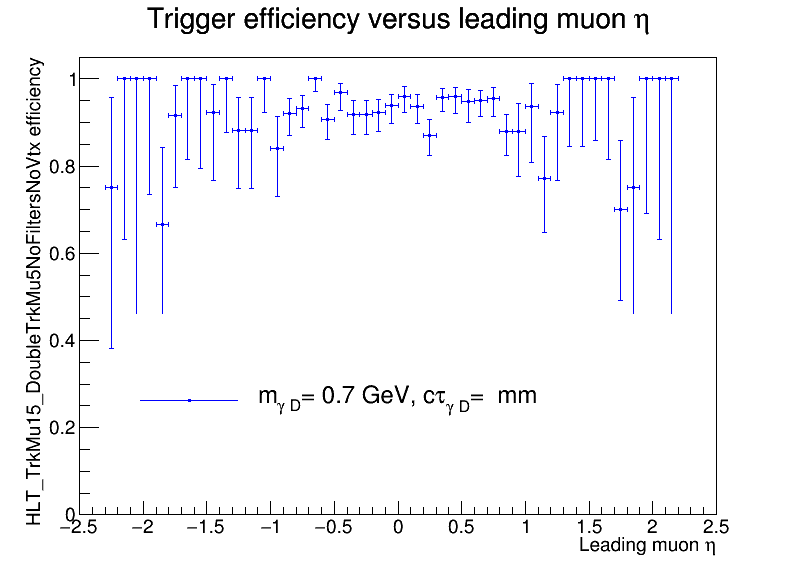 Trigger efficiency versus leading muon η
HLT_TrkMu15_DoubleTrkMu5NoFiltersNoVtx efficiency
1
0.8
0.6
0.4
0.2
0
m_γ D= 0.7 GeV, cτ_γ D=  mm
−2.5 −2 −1.5 −1 −0.5 0 0.5 1 1.5 2 2.5
Leading muon η